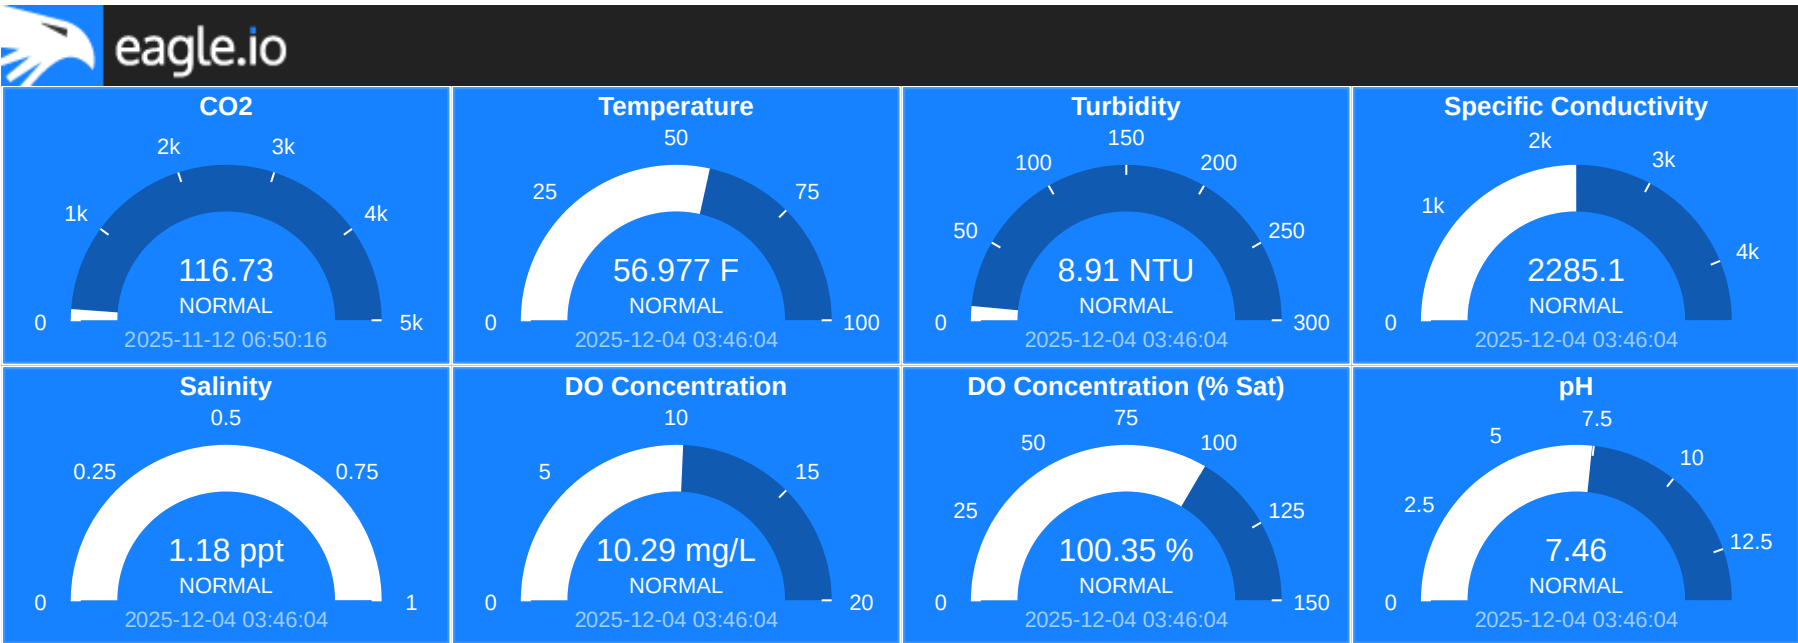 eagle.io
CO2
2k 3k
1k 4k
116.73
NORMAL
0 5k
2025-11-12 06:50:16
Temperature
50
25 75
56.977 F
NORMAL
0 100
2025-12-04 03:46:04
Turbidity
150
100 200
50 250
8.91 NTU
NORMAL
0 300
2025-12-04 03:46:04
Specific Conductivity
2k
3k
1k
4k
2285.1
NORMAL
0
2025-12-04 03:46:04
Salinity
0.5
0.25 0.75
1.18 ppt
NORMAL
0 1
2025-12-04 03:46:04
DO Concentration
10
5 15
10.29 mg/L
NORMAL
0 20
2025-12-04 03:46:04
DO Concentration (% Sat)
75
50 100
25 125
100.35 %
NORMAL
0 150
2025-12-04 03:46:04
pH
7.5
5
10
2.5
12.5
7.46
NORMAL
0
2025-12-04 03:46:04